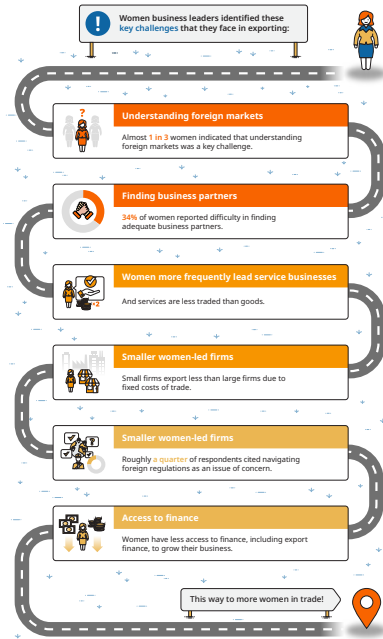 Women business leaders identified these
key challenges that they face in exporting:
?
Understanding foreign markets
Almost 1 in 3 women indicated that understanding
foreign markets was a key challenge.
Finding business partners
34% of women reported difficulty in finding
adequate business partners.
Women more frequently lead service businesses
And services are less traded than goods.
Smaller women-led firms
Small firms export less than large firms due to
fixed costs of trade.
Smaller women-led firms
Roughly a quarter of respondents cited navigating
foreign regulations as an issue of concern.
Access to finance
Women have less access to finance, including export
finance, to grow their business.
This way to more women in trade!